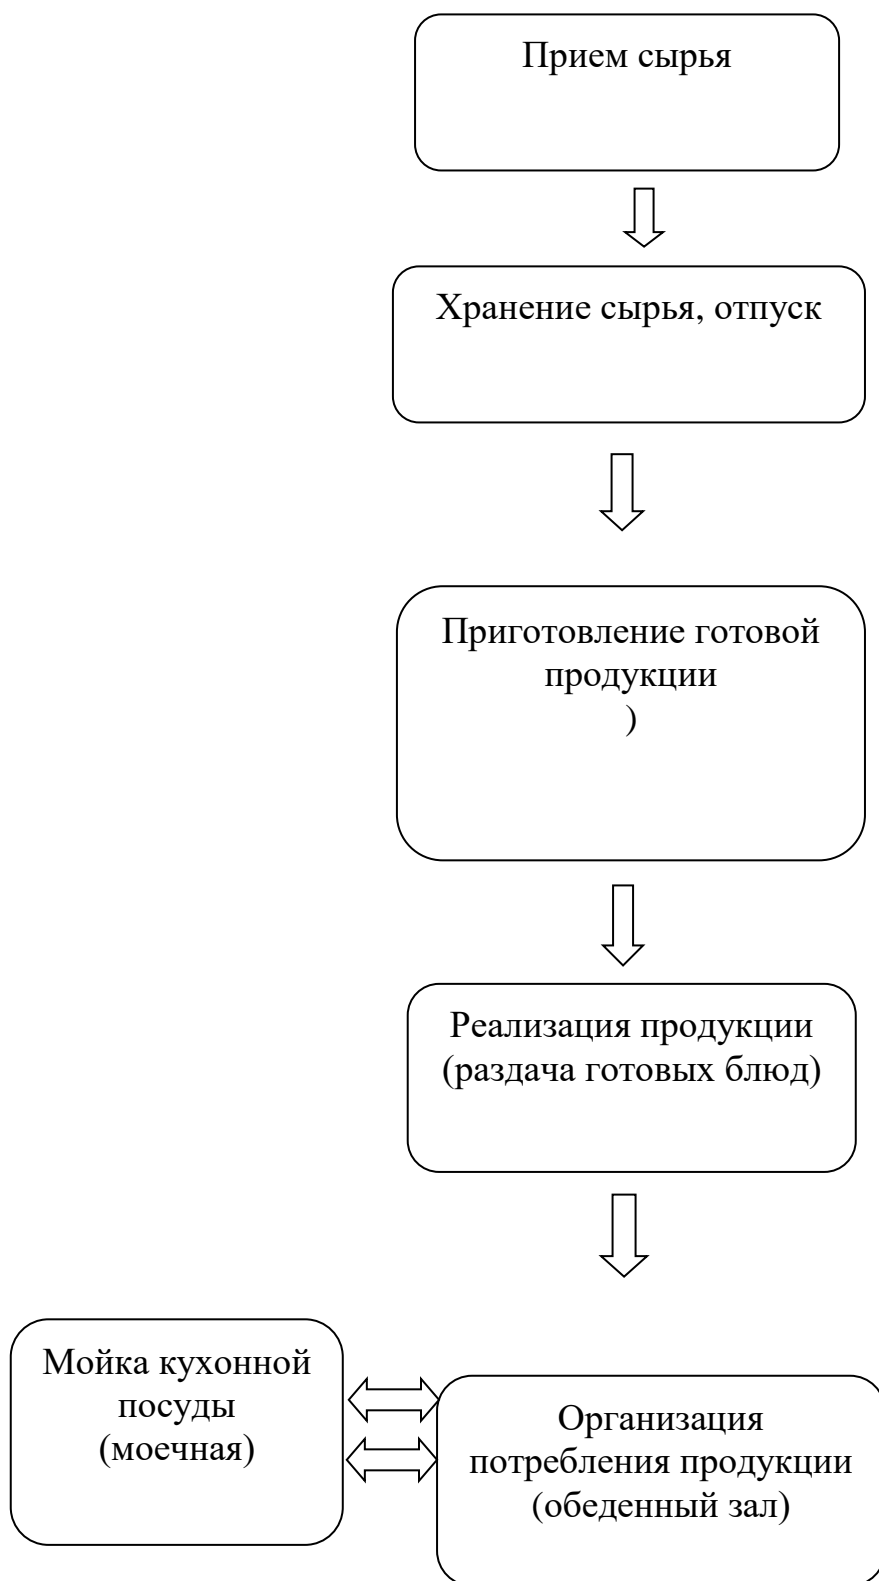 Прием сырья
Хранение сырья, отпуск
Приготовление готовой
продукции
)
Реализация продукции
(раздача готовых блюд)
Мойка кухонной
посуды
(моечная)
Организация
потребления продукции
(обеденный зал)